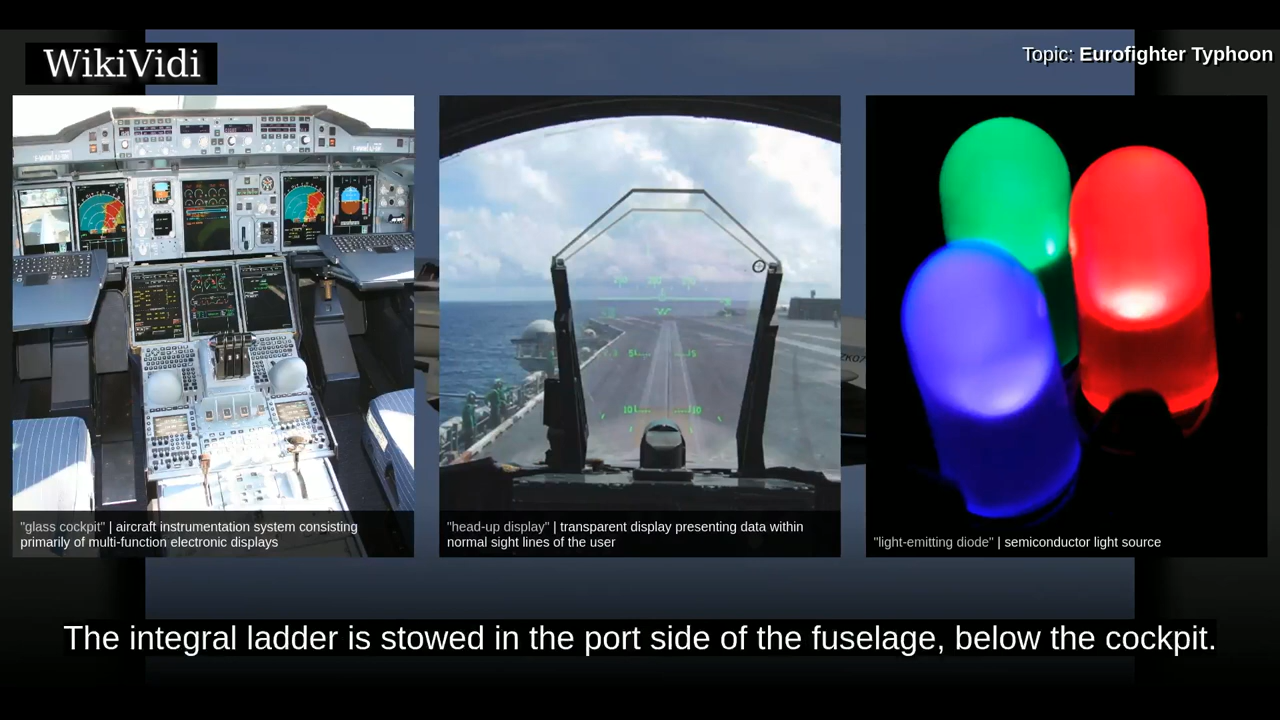 WikiVidi
Topic: Eurofighter Typhoon
"glass cockpit" | aircraft instrumentation system consisting
primarily of multi-function electronic displays
"head-up display" | transparent display presenting data within
normal sight lines of the user
"light-emitting diode" | semiconductor light source
The integral ladder is stowed in the port side of the fuselage, below the cockpit.